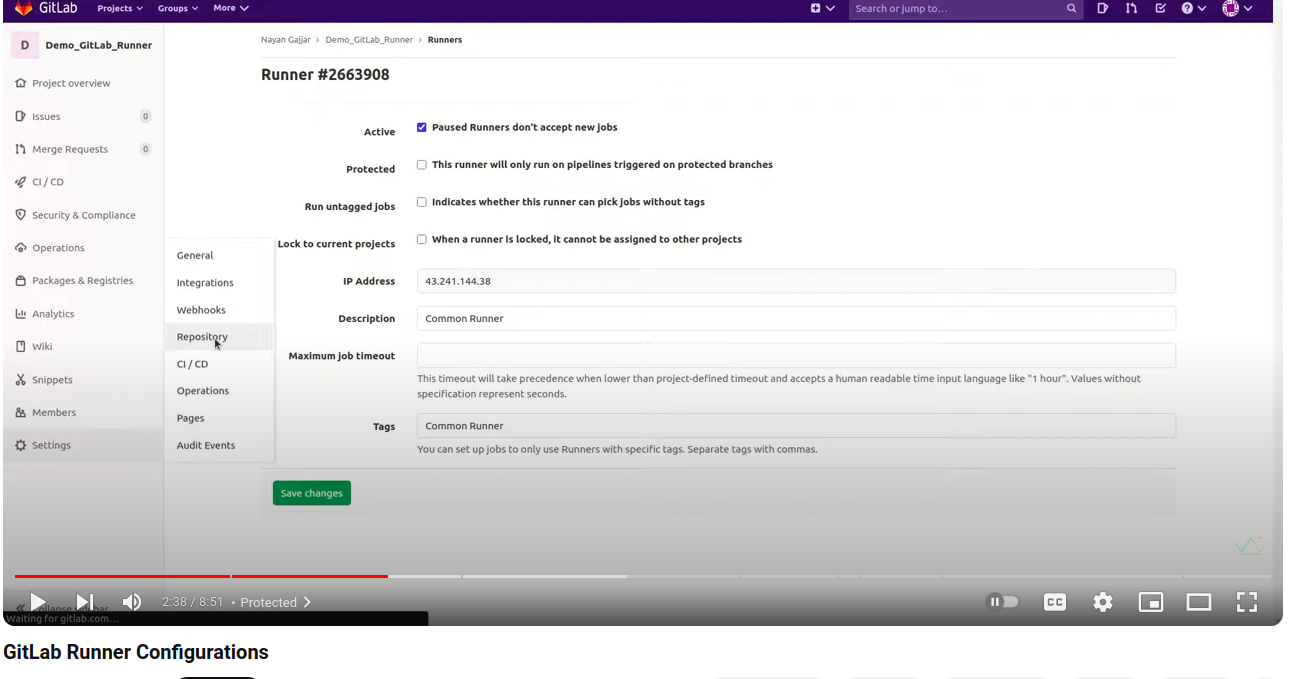 GitLab Projects Groups More Search or jump to...
D Demo_GitLab_Runner
Nayan Gajjar > Demo_GitLab_Runner > Runners
Runner #2663908
Project overview
Issues 0
Merge Requests 0
CI / CD
Security & Compliance
Operations
Packages & Registries
Analytics
Wiki
Snippets
Members
Settings
General
Integrations
Webhooks
Repository
CI / CD
Operations
Pages
Audit Events
Active Paused Runners don't accept new jobs
Protected This runner will only run on pipelines triggered on protected branches
Run untagged jobs Indicates whether this runner can pick jobs without tags
Lock to current projects When a runner is locked, it cannot be assigned to other projects
IP Address 43.241.144.38
Description Common Runner
Maximum job timeout
This timeout will take precedence when lower than project-defined timeout and accepts a human readable time input language like "1 hour". Values without
specification represent seconds.
Tags Common Runner
You can set up jobs to only use Runners with specific tags. Separate tags with commas.
Save changes
Collapse sidebar
2:38 / 8:51 • Protected >
CC
Waiting for gitlab.com...
GitLab Runner Configurations